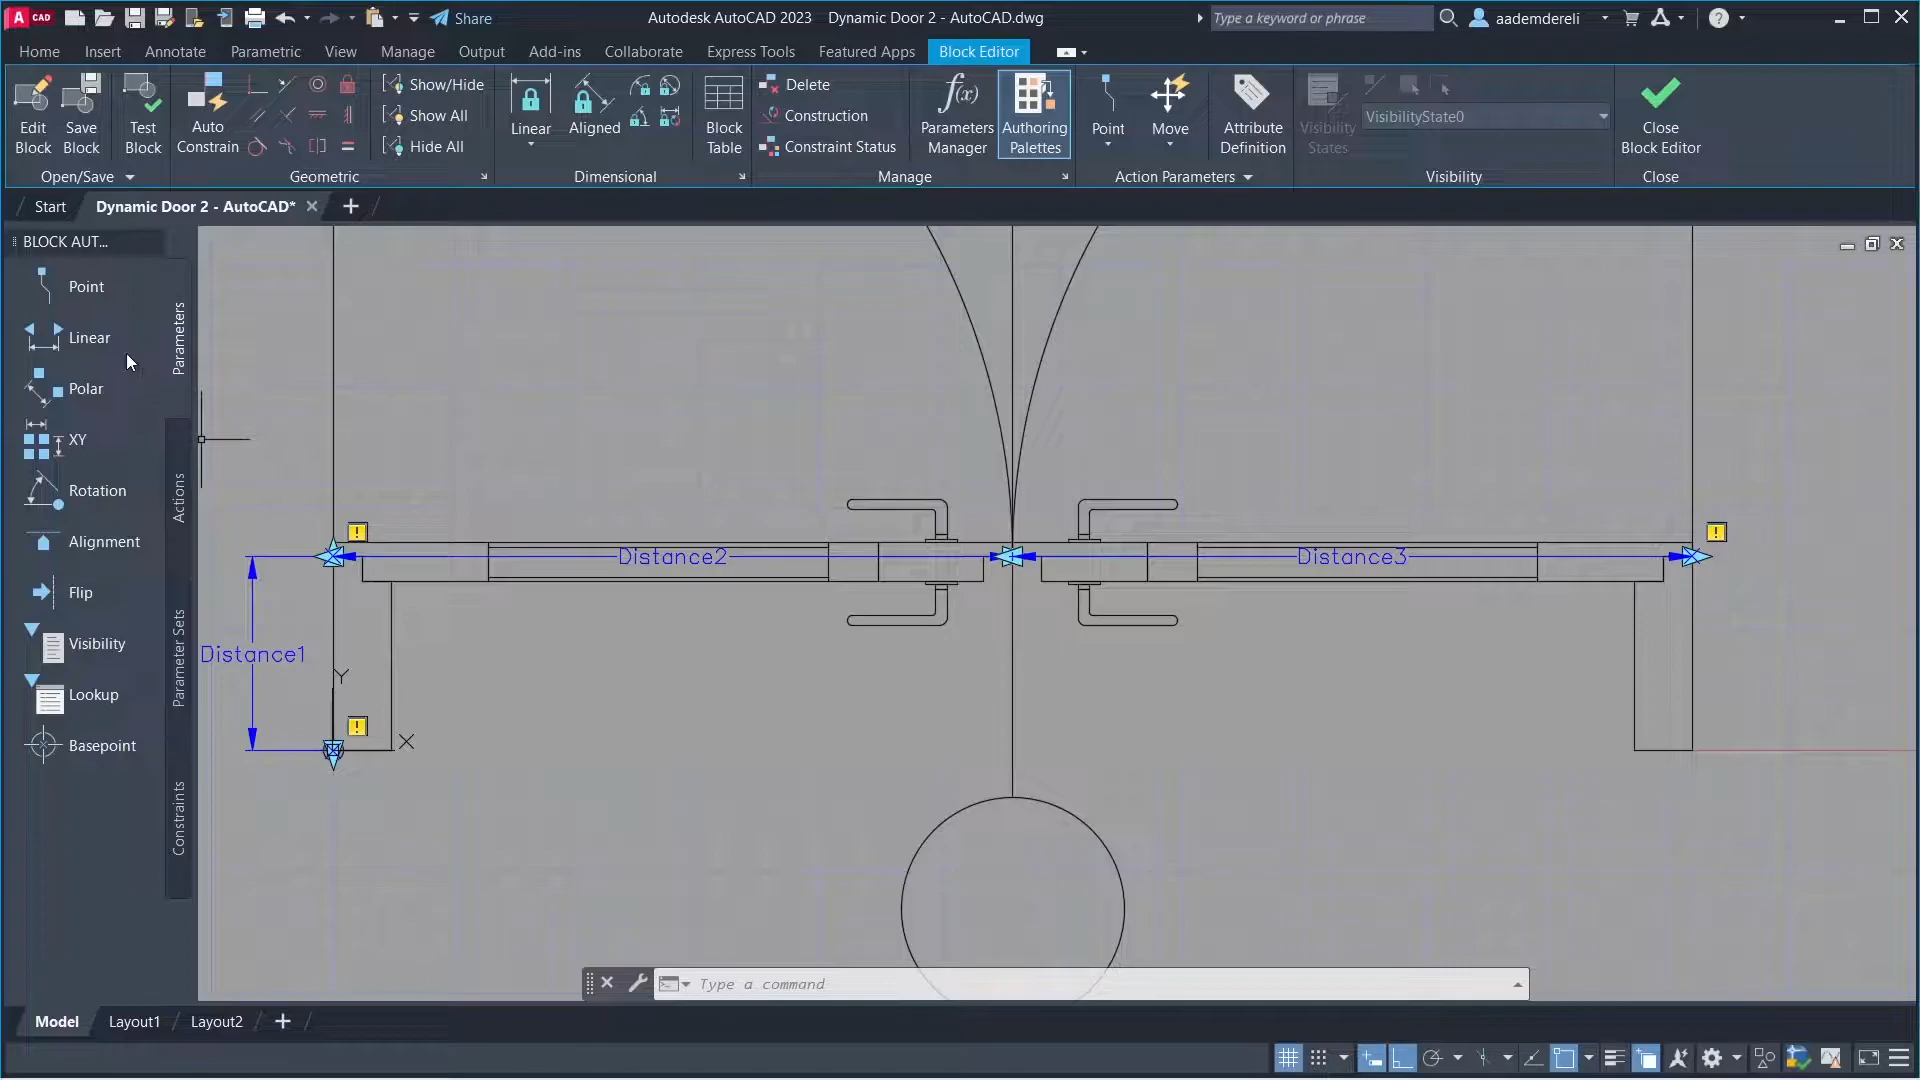 A CAD
Share
Autodesk AutoCAD 2023 Dynamic Door 2 - AutoCAD.dwg
Type a keyword or phrase
aademdereli
Home Insert Annotate Parametric View Manage Output Add-ins Collaborate Express Tools Featured Apps Block Editor
Edit Block
Save Block
Test Block
Open/Save
Auto Constrain
Show/Hide
Show All
Hide All
Geometric
Linear
Aligned
Block Table
Dimensional
Delete
Construction
Constraint Status
f(x)
Parameters Manager
Authoring Palettes
Manage
Point
Move
Action Parameters
Attribute Definition
Visibility States
VisibilityState0
Visibility
Close Block Editor
Close
Start
Dynamic Door 2 - AutoCAD*
BLOCK AUT...
Point
Linear
Polar
XY
Rotation
Alignment
Flip
Visibility
Lookup
Basepoint
Parameters
Actions
Parameter Sets
Constraints
Distance2
Distance3
Distance1
Y
X
Type a command
Model Layout1 Layout2